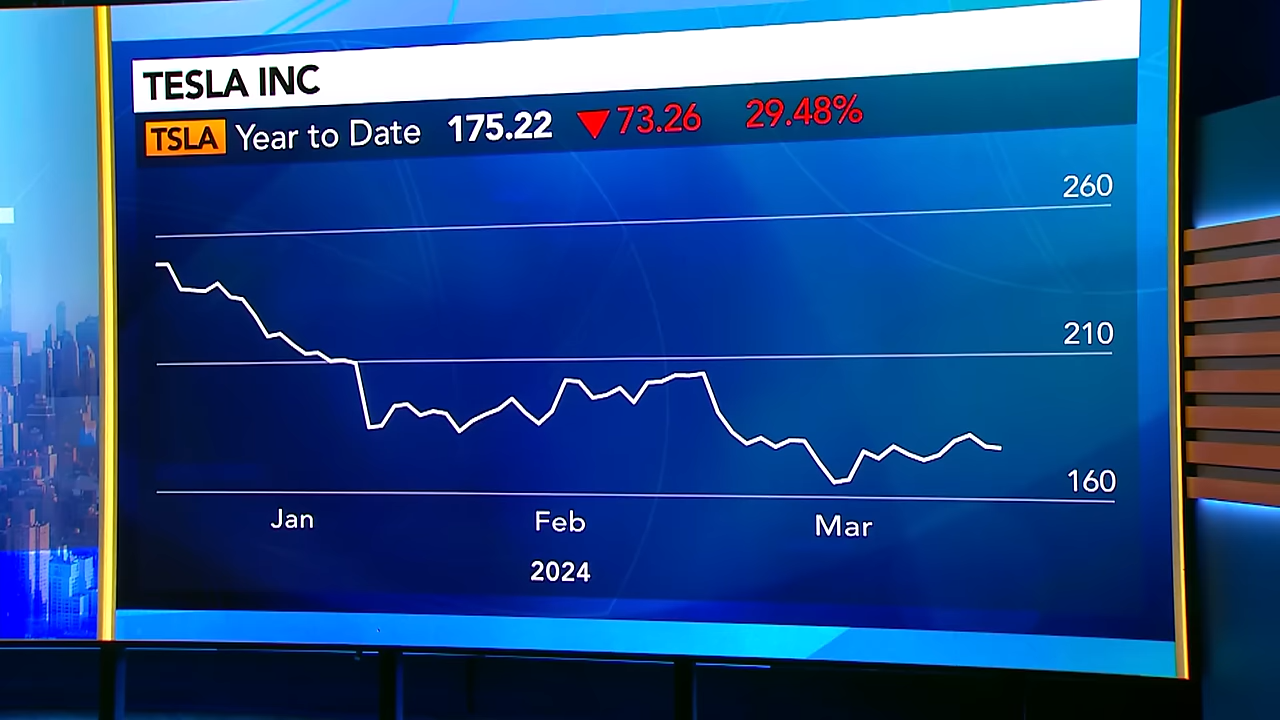 TESLA INC
TSLA Year to Date 175.22 ▼73.26 29.48%
260
210
160
Jan Feb Mar
2024